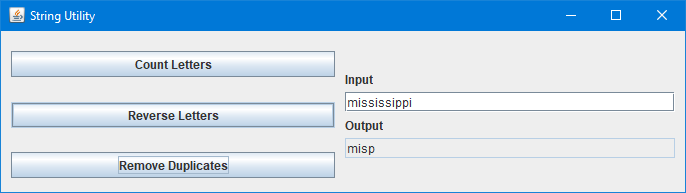 String Utility
Count Letters
Reverse Letters
Remove Duplicates
Input
mississippi
Output
misp